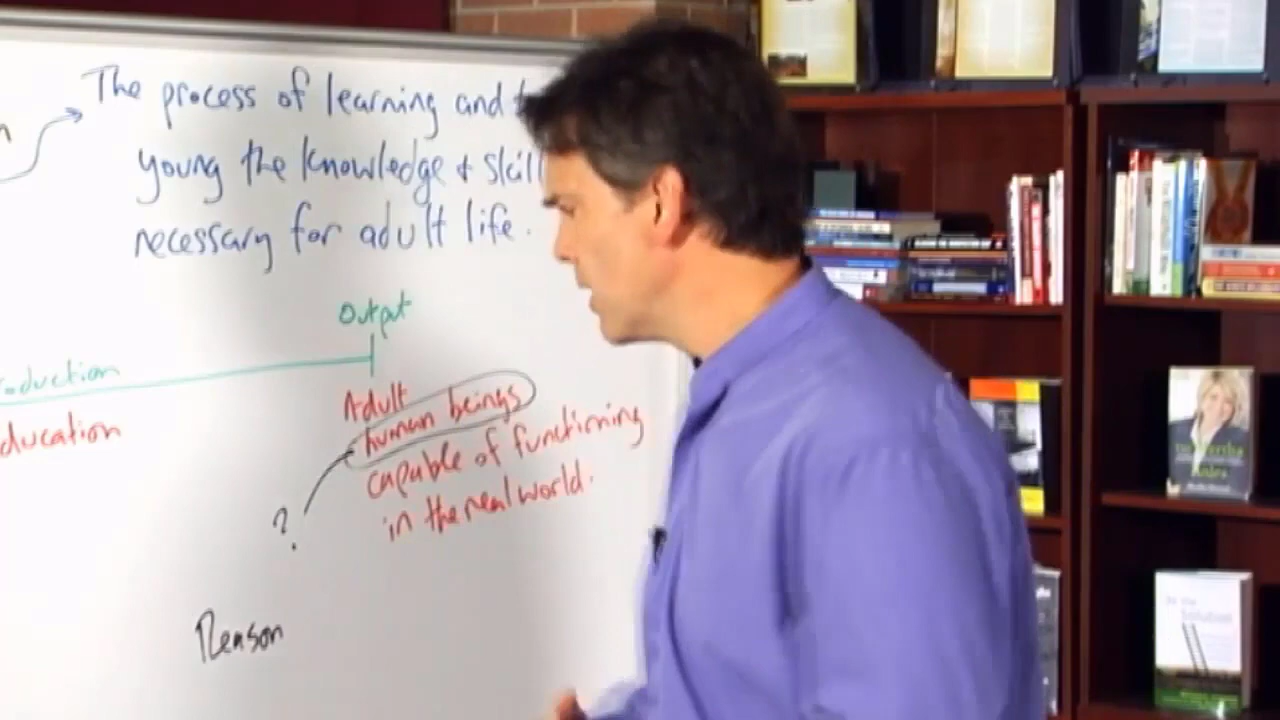 The process of learning and
young the knowledge + skill
necessary for adult life.
Output
oduction
Adult
human beings
ducation
capable of functioning
in the real world.
?
Reason